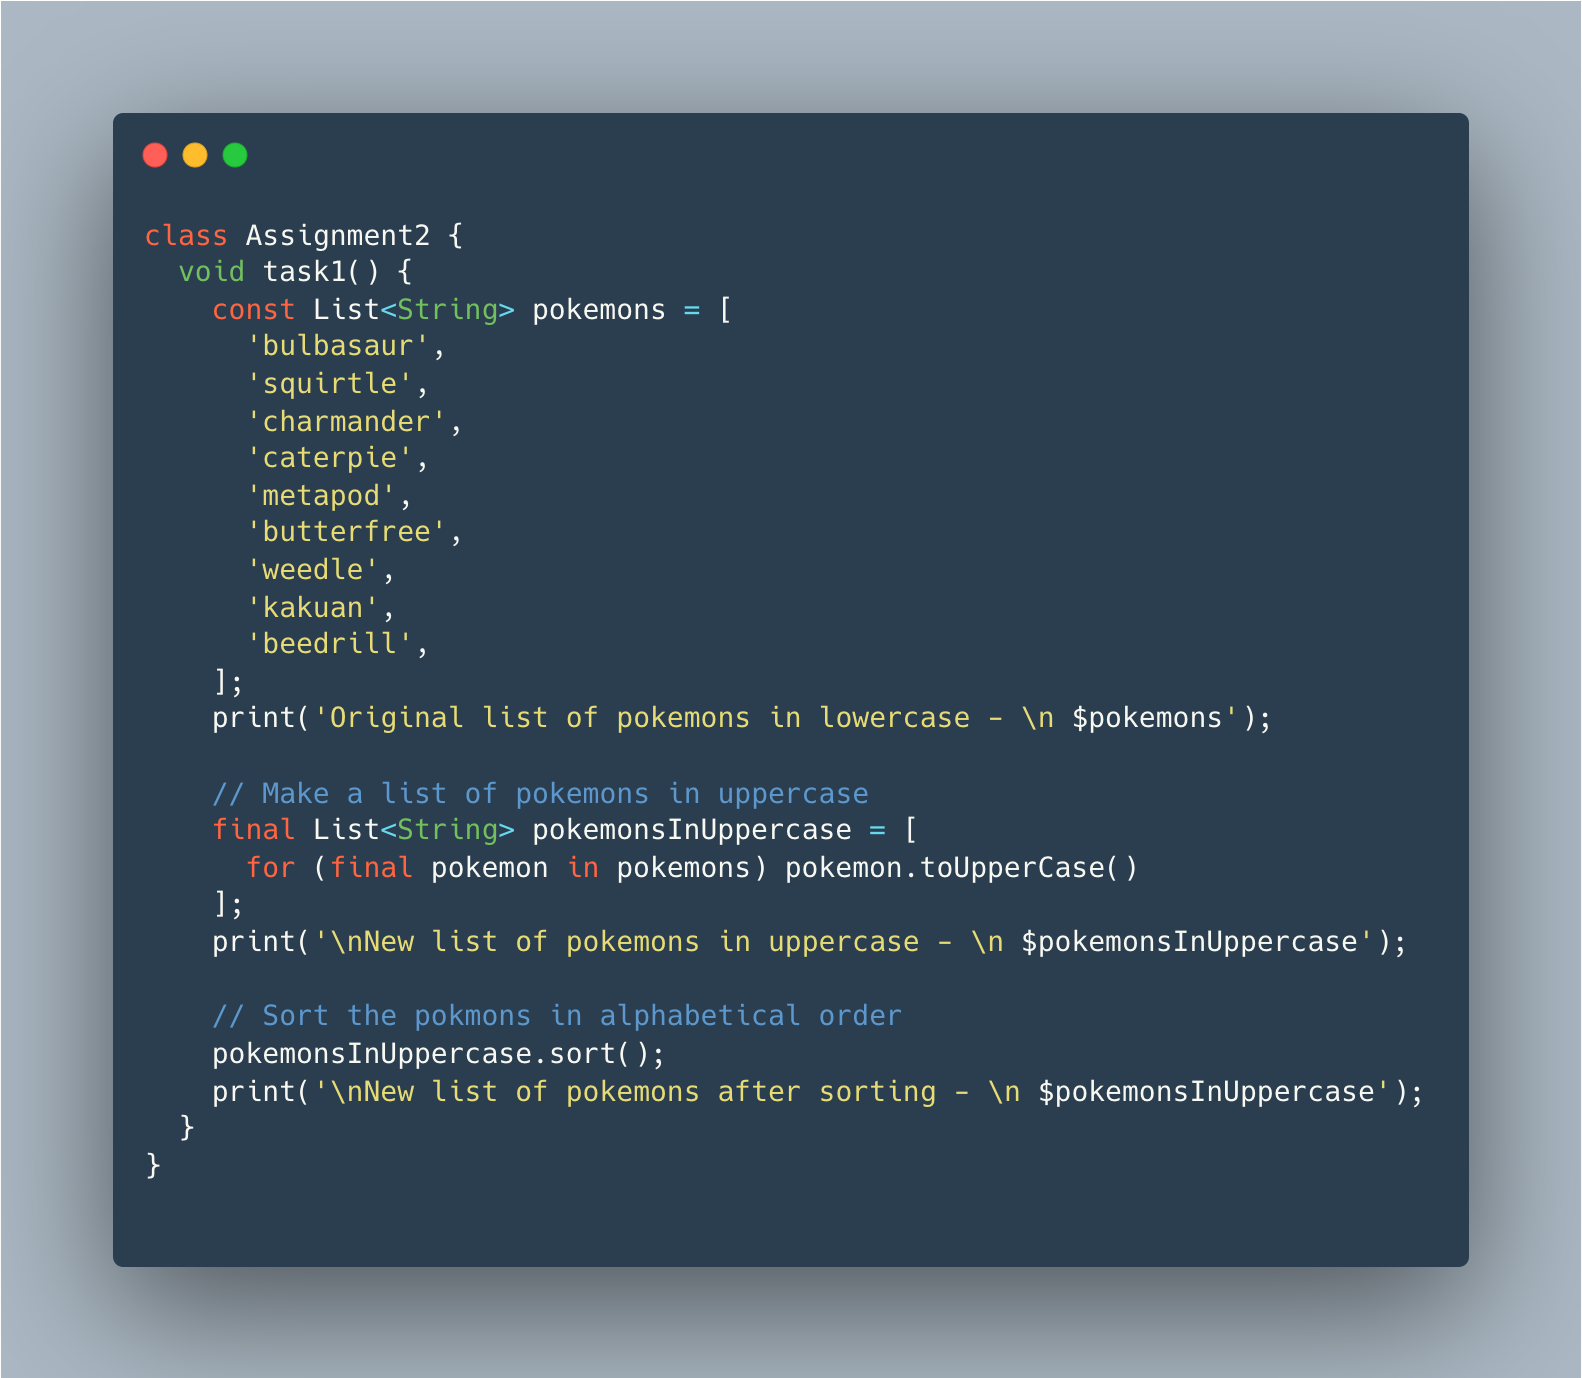 class Assignment2 {
  void task1() {
    const List<String> pokemons = [
      'bulbasaur',
      'squirtle',
      'charmander',
      'caterpie',
      'metapod',
      'butterfree',
      'weedle',
      'kakuan',
      'beedrill',
    ];
    print('Original list of pokemons in lowercase - \n $pokemons');

    // Make a list of pokemons in uppercase
    final List<String> pokemonsInUppercase = [
      for (final pokemon in pokemons) pokemon.toUpperCase()
    ];
    print('\nNew list of pokemons in uppercase - \n $pokemonsInUppercase');

    // Sort the pokmons in alphabetical order
    pokemonsInUppercase.sort();
    print('\nNew list of pokemons after sorting - \n $pokemonsInUppercase');
  }
}